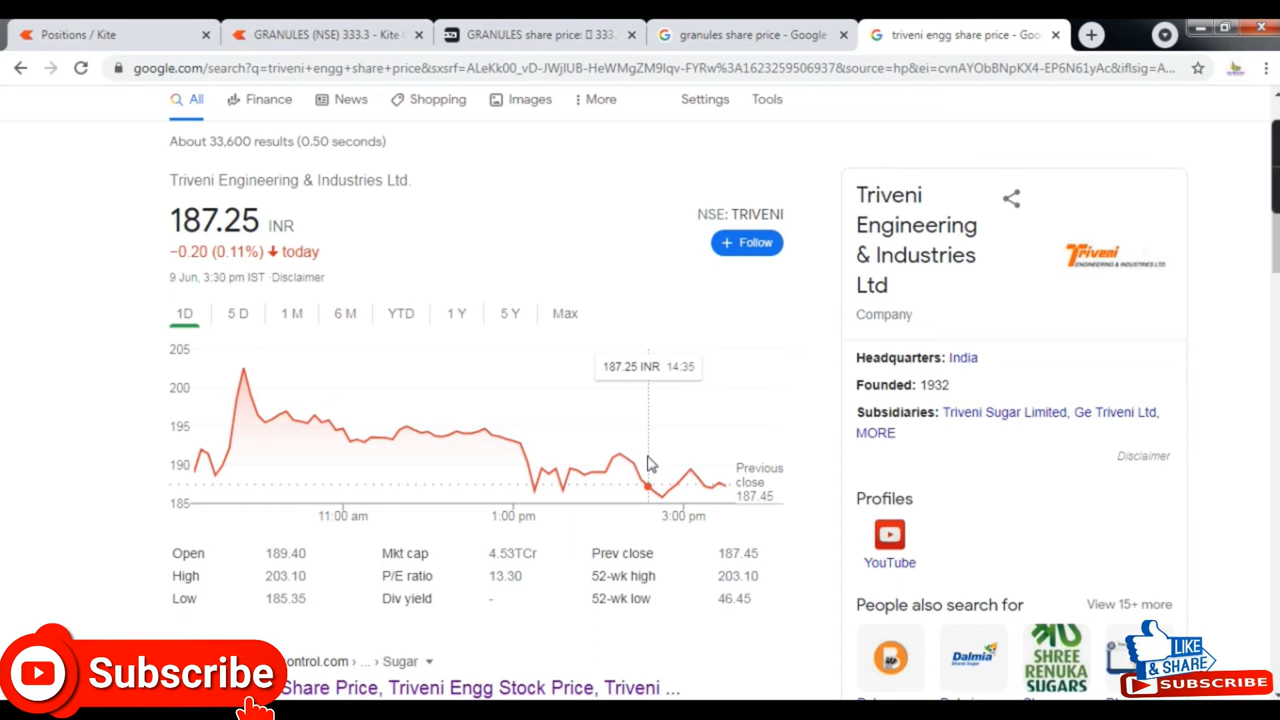 Positions / Kite
GRANULES (NSE) 333.3 - Kite
GRANULES share price: 333.
granules share price - Google
triveni engg share price - Goo
google.com/search?q=triveni+engg+share+price&sxsrf=ALeKk00_vD-JWjIUB-HeWMgZM9Iqv-FYRw%3A1623259506937&source=hp&ei=cvnAYObBNpKX4-EP6N61yAc&iflsig=A...
All
Finance
News
Shopping
Images
More
Settings
Tools
About 33,600 results (0.50 seconds)
Triveni Engineering & Industries Ltd.
187.25 INR
NSE: TRIVENI
−0.20 (0.11%) today
+ Follow
9 Jun, 3:30 pm IST · Disclaimer
1D
5 D
1 M
6 M
YTD
1 Y
5 Y
Max
205
200
195
190
185
187.25 INR 14:35
Previous
close
187.45
11:00 am
1:00 pm
3:00 pm
Open 189.40 Mkt cap 4.53TCr Prev close 187.45
High 203.10 P/E ratio 13.30 52-wk high 203.10
Low 185.35 Div yield - 52-wk low 46.45
control.com › ... › Sugar
Share Price, Triveni Engg Stock Price, Triveni ...
Subscribe
Triveni
Engineering
& Industries
Ltd
Company
Triveni
ENGINEERING & INDUSTRIES LTD
Headquarters: India
Founded: 1932
Subsidiaries: Triveni Sugar Limited, Ge Triveni Ltd,
MORE
Disclaimer
Profiles
YouTube
People also search for
View 15+ more
Dalmia
SHREE
RENUKA
SUGARS
LIKE
& SHARE
SUBSCRIBE